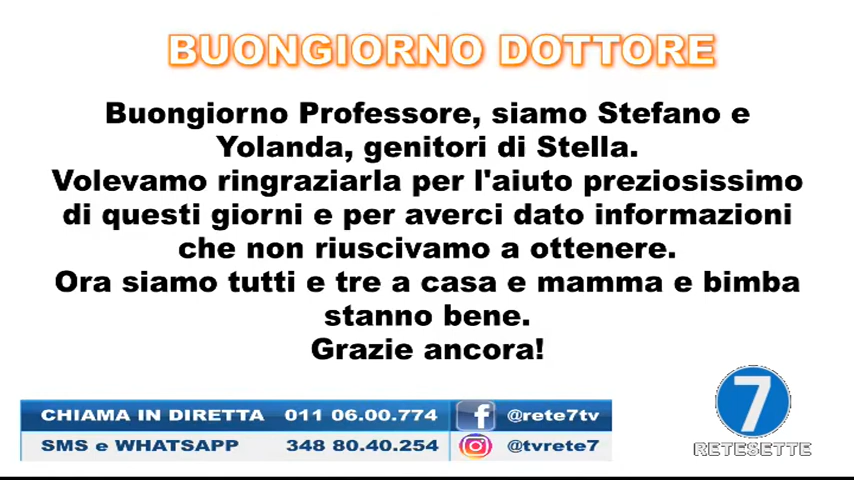 BUONGIORNO DOTTORE
Buongiorno Professore, siamo Stefano e
Yolanda, genitori di Stella.
Volevamo ringraziarla per l'aiuto preziosissimo
di questi giorni e per averci dato informazioni
che non riuscivamo a ottenere.
Ora siamo tutti e tre a casa e mamma e bimba
stanno bene.
Grazie ancora!
CHIAMA IN DIRETTA 011 06.00.774 f @rete7tv
SMS e WHATSAPP 348 80.40.254 @tvrete7
7
RETESETTE